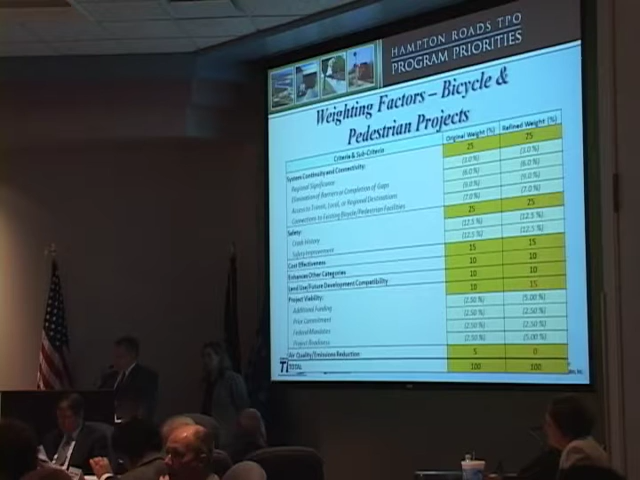 HAMPTON ROADS TPO
PROGRAM PRIORITIES
Weighting Factors – Bicycle &
Pedestrian Projects
Criteria & Sub-Criteria Original Weight (%) Refined Weight (%)
System Continuity and Connectivity: 25 25
Regional Significance (3.0 %) (3.0 %)
Elimination of Barriers or Completion of Gaps (6.0 %) (6.0 %)
Access to Transit, Local, or Regional Destinations (9.0 %) (9.0 %)
Connections to Existing Bicycle/Pedestrian Facilities (7.0 %) (7.0 %)
Safety: 25 25
Crash History (12.5 %) (12.5 %)
Safety Improvement (12.5 %) (12.5 %)
Cost Effectiveness 15 15
Enhances Other Categories 10 10
Land Use/Future Development Compatibility 10 10
Project Viability: 10 15
Additional Funding (2.50 %) (5.00 %)
Prior Commitment (2.50 %) (2.50 %)
Federal Mandates (2.50 %) (2.50 %)
Project Readiness (2.50 %) (5.00 %)
Air Quality/Emissions Reduction: 5 0
TOTAL 100 100